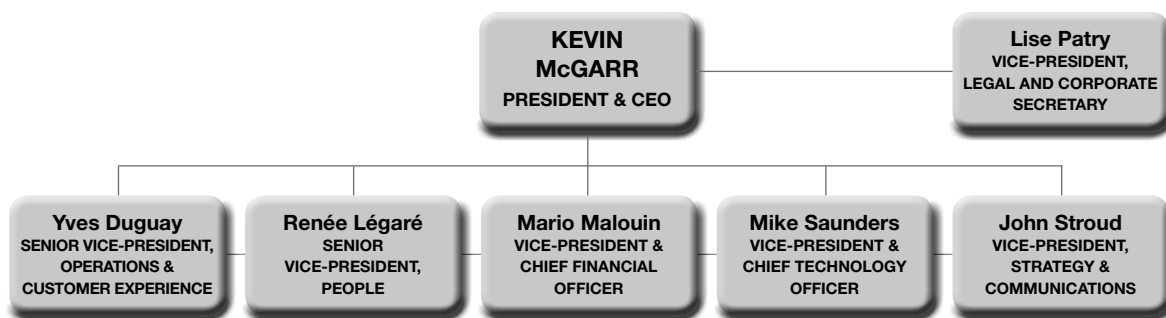 KEVIN
McGARR
PRESIDENT & CEO
Lise Patry
VICE-PRESIDENT,
LEGAL AND CORPORATE
SECRETARY
Yves Duguay
SENIOR VICE-PRESIDENT,
OPERATIONS &
CUSTOMER EXPERIENCE
Renée Légaré
SENIOR
VICE-PRESIDENT,
PEOPLE
Mario Malouin
VICE-PRESIDENT &
CHIEF FINANCIAL
OFFICER
Mike Saunders
VICE-PRESIDENT &
CHIEF TECHNOLOGY
OFFICER
John Stroud
VICE-PRESIDENT,
STRATEGY &
COMMUNICATIONS